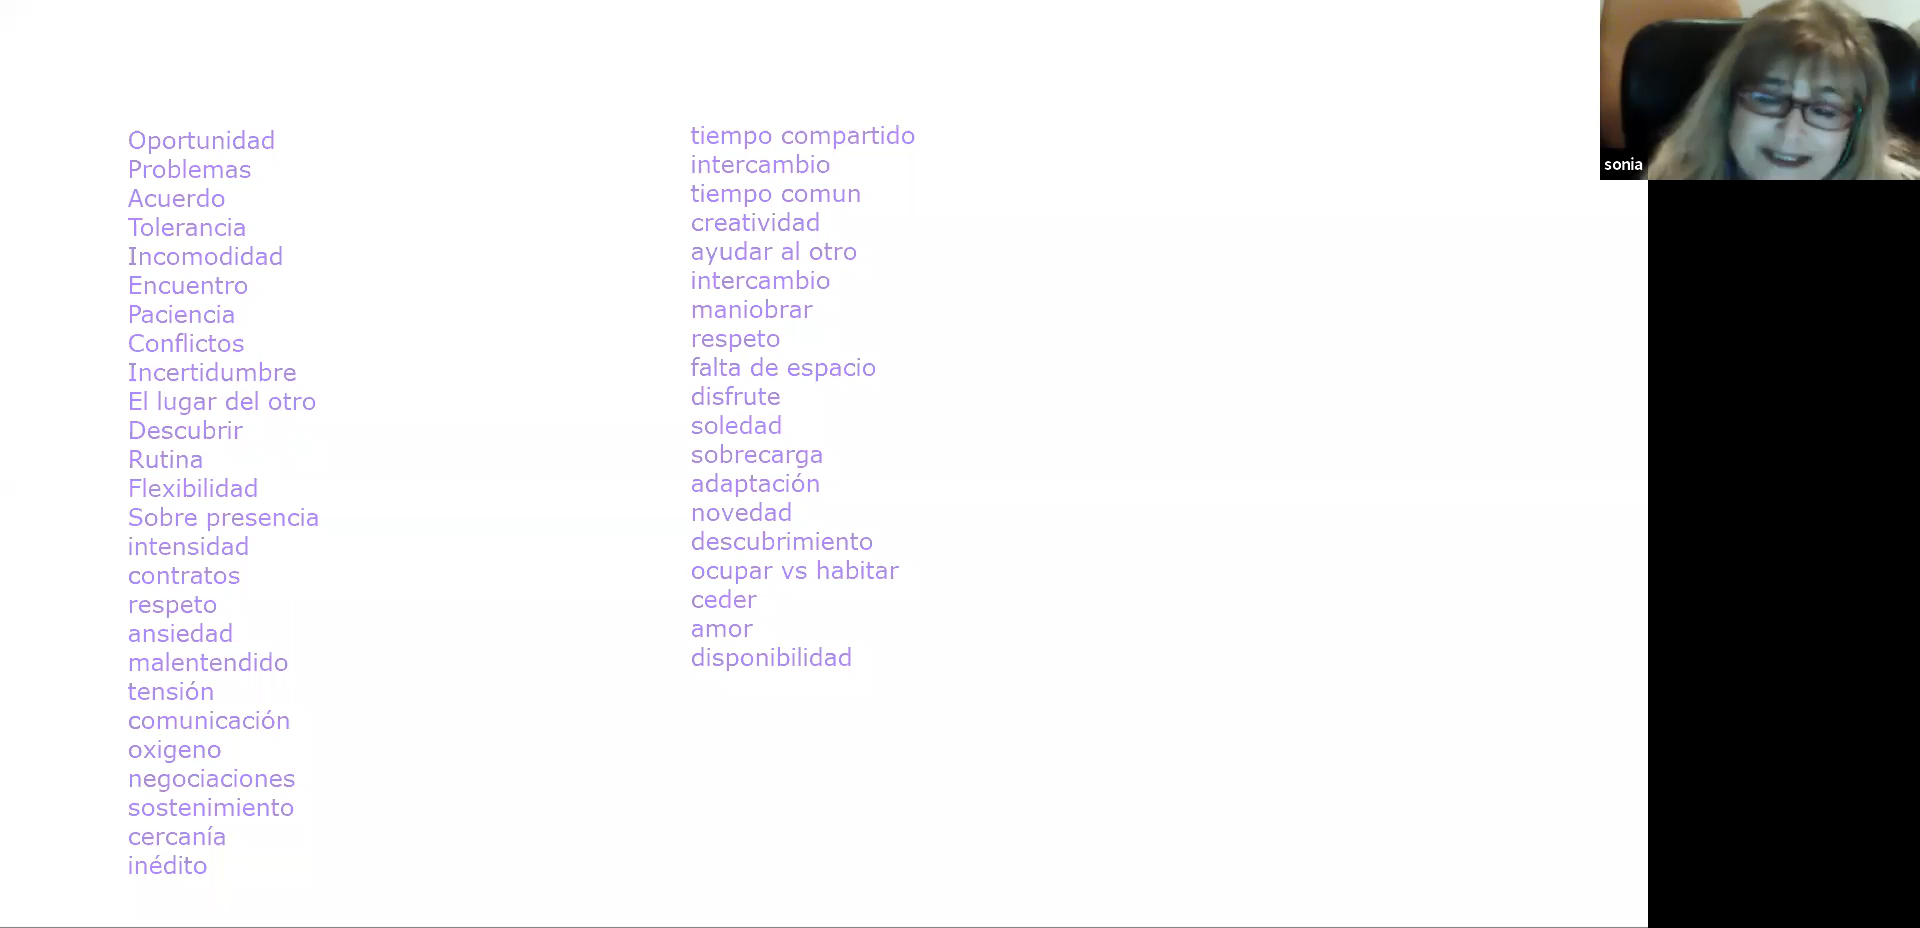 Oportunidad
Problemas
Acuerdo
Tolerancia
Incomodidad
Encuentro
Paciencia
Conflictos
Incertidumbre
El lugar del otro
Descubrir
Rutina
Flexibilidad
Sobre presencia
intensidad
contratos
respeto
ansiedad
malentendido
tensión
comunicación
oxigeno
negociaciones
sostenimiento
cercanía
inédito
tiempo compartido
intercambio
tiempo comun
creatividad
ayudar al otro
intercambio
maniobrar
respeto
falta de espacio
disfrute
soledad
sobrecarga
adaptación
novedad
descubrimiento
ocupar vs habitar
ceder
amor
disponibilidad
sonia